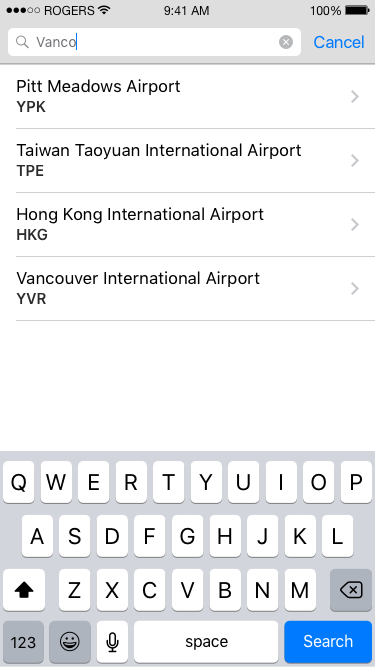 ROGERS 9:41 AM 100%
Vanco Cancel
Pitt Meadows Airport
YPK
Taiwan Taoyuan International Airport
TPE
Hong Kong International Airport
HKG
Vancouver International Airport
YVR
Q W E R T Y U I O P
A S D F G H J K L
Z X C V B N M
123 space Search